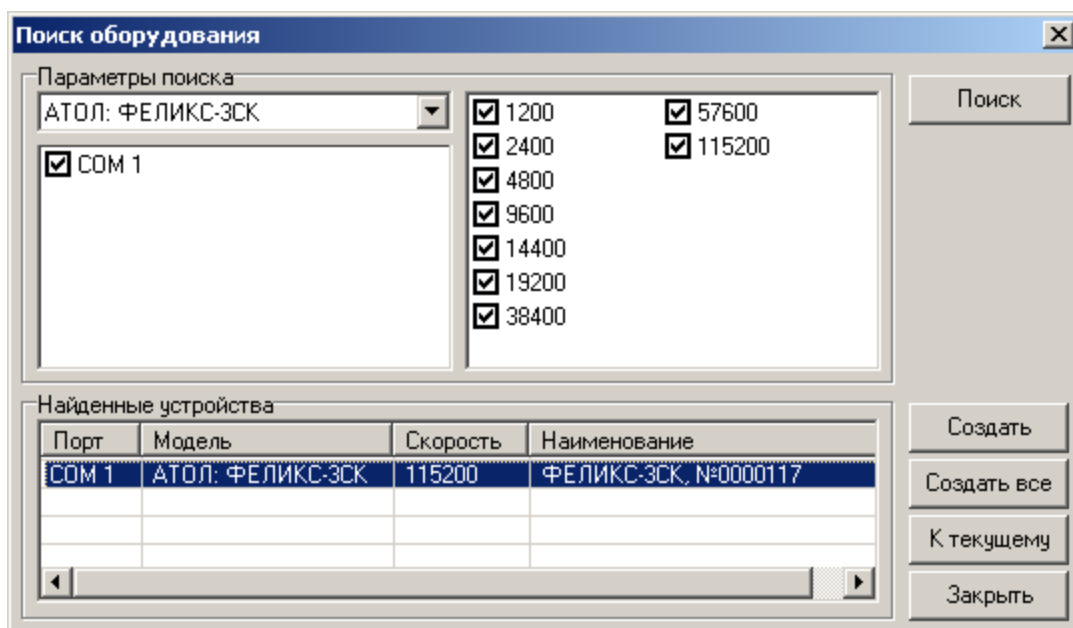 Поиск оборудования
Параметры поиска
АТОЛ: ФЕЛИКС-3СК
COM 1
1200
2400
4800
9600
14400
19200
38400
57600
115200
Поиск
Найденные устройства
Порт Модель Скорость Наименование
COM 1 АТОЛ: ФЕЛИКС-3СК 115200 ФЕЛИКС-3СК, №0000117
Создать
Создать все
К текущему
Закрыть